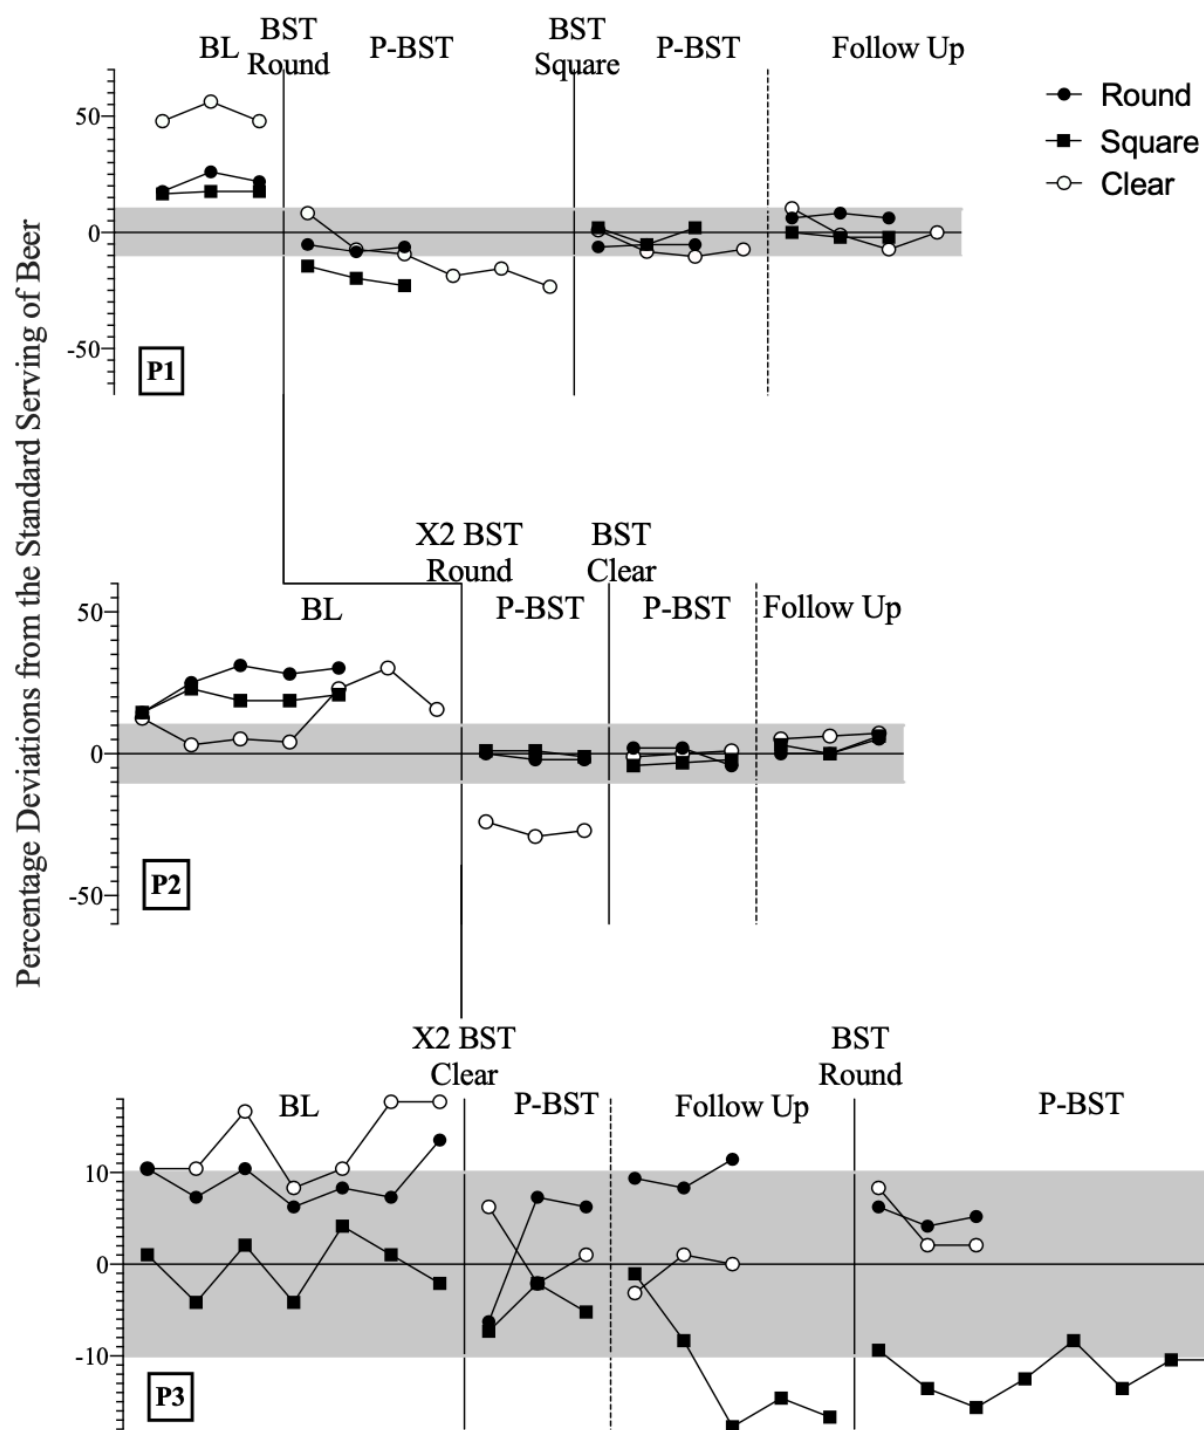 Percentage Deviations from the Standard Serving of Beer
BL
BST
Round
P-BST
BST
Square
P-BST
Follow Up
Round
Square
Clear
50
0
-50
P1
X2 BST
Round
BST
Clear
BL
P-BST
P-BST
Follow Up
50
0
-50
P2
X2 BST
Clear
BST
Round
BL
P-BST
Follow Up
P-BST
10
0
-10
P3